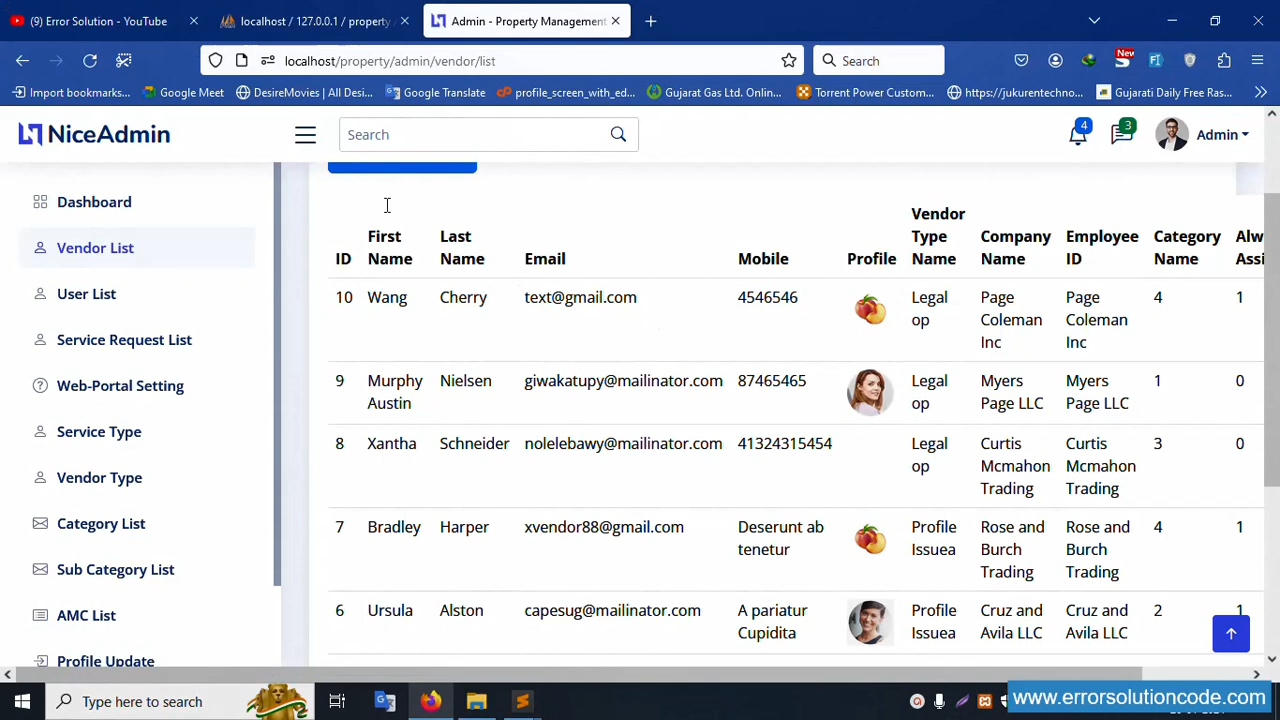 (9) Error Solution - YouTube
localhost / 127.0.0.1 / property
Admin - Property Management
localhost/property/admin/vendor/list
Search
New
Import bookmarks...
Google Meet
DesireMovies | All Desi...
Google Translate
profile_screen_with_ed...
Gujarat Gas Ltd. Onlin...
Torrent Power Custom...
https://jukurentechno...
Gujarati Daily Free Ras...
NiceAdmin
Search
4
3
Admin
Dashboard
Vendor List
User List
Service Request List
Web-Portal Setting
Service Type
Vendor Type
Category List
Sub Category List
AMC List
Profile Update
ID First Name Last Name Email Mobile Profile Vendor Type Name Company Name Employee ID Category Name Alw Assi
10 Wang Cherry text@gmail.com 4546546 Legal op Page Coleman Inc Page Coleman Inc 4 1
9 Murphy Austin Nielsen giwakatupy@mailinator.com 87465465 Legal op Myers Page LLC Myers Page LLC 1 0
8 Xantha Schneider nolelebawy@mailinator.com 41324315454 Legal op Curtis Mcmahon Trading Curtis Mcmahon Trading 3 0
7 Bradley Harper xvendor88@gmail.com Deserunt ab tenetur Profile Issuea Rose and Burch Trading Rose and Burch Trading 4 1
6 Ursula Alston capesug@mailinator.com A pariatur Cupidita Profile Issuea Cruz and Avila LLC Cruz and Avila LLC 2 1
Type here to search
www.errorsolutioncode.com